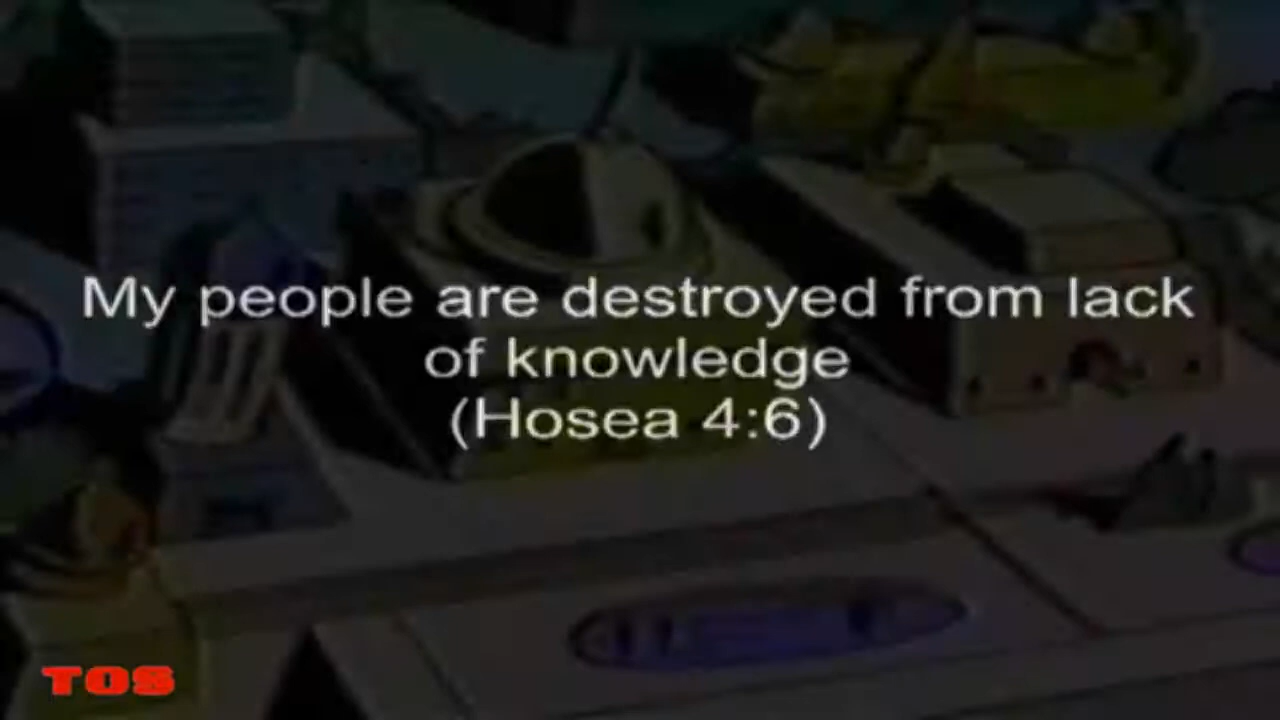 My people are destroyed from lack
of knowledge
(Hosea 4:6)
TOS